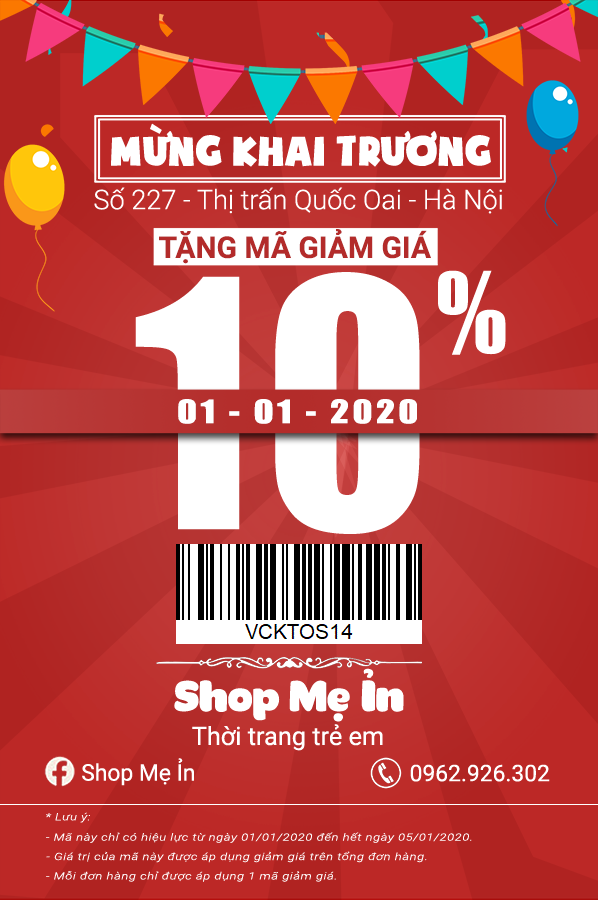 MỪNG KHAI TRƯƠNG
Số 227 - Thị trấn Quốc Oai - Hà Nội
TẶNG MÃ GIẢM GIÁ
10%
01 - 01 - 2020
VCKTOS14
Shop Mẹ Ỉn
Thời trang trẻ em
Shop Mẹ Ỉn
0962.926.302
* Lưu ý:
- Mã này chỉ có hiệu lực từ ngày 01/01/2020 đến hết ngày 05/01/2020.
- Giá trị của mã này được áp dụng giảm giá trên tổng đơn hàng.
- Mỗi đơn hàng chỉ được áp dụng 1 mã giảm giá.